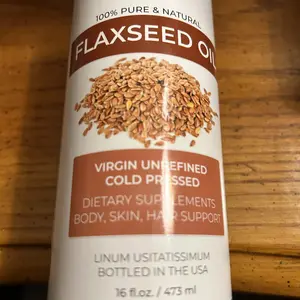 100% PURE & NATURAL
FLAXSEED OIL
VIRGIN UNREFINED
COLD PRESSED
DIETARY SUPPLEMENTS
BODY, SKIN, HAIR SUPPORT
LINUM USITATISSIMUM
BOTTLED IN THE USA
16 fl.oz. / 473 ml